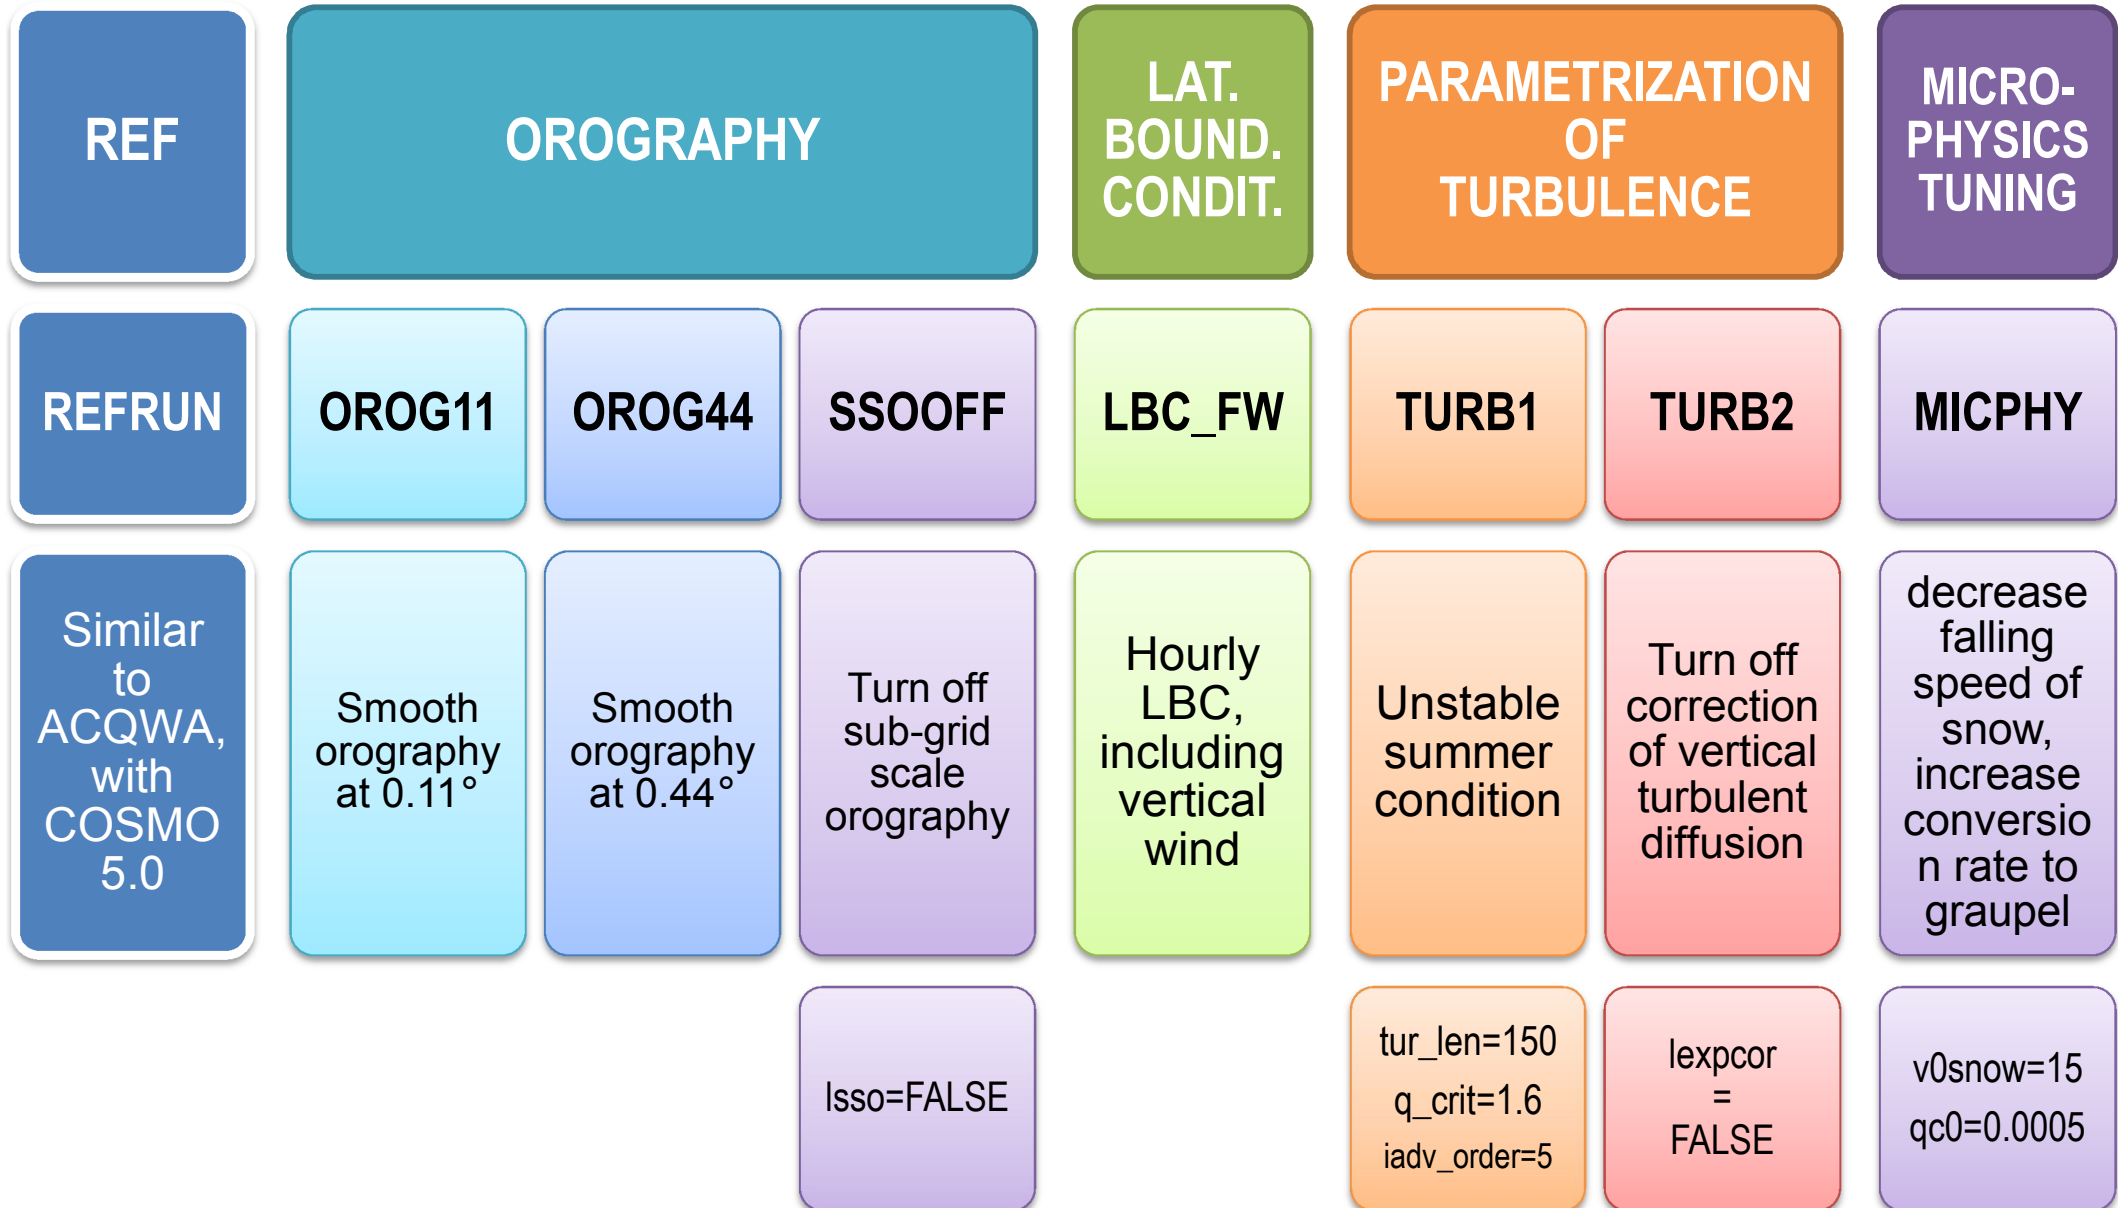 REF
OROGRAPHY
LAT.
BOUND.
CONDIT.
PARAMETRIZATION
OF
TURBULENCE
MICRO-
PHYSICS
TUNING
REFRUN
OROG11
OROG44
SSOOFF
LBC_FW
TURB1
TURB2
MICPHY
Similar
to
ACQWA,
with
COSMO
5.0
Smooth
orography
at 0.11°
Smooth
orography
at 0.44°
Turn off
sub-grid
scale
orography
Hourly
LBC,
including
vertical
wind
Unstable
summer
condition
Turn off
correction
of vertical
turbulent
diffusion
decrease
falling
speed of
snow,
increase
conversio
n rate to
graupel
lsso=FALSE
tur_len=150
q_crit=1.6
iadv_order=5
lexpcor
=
FALSE
v0snow=15
qc0=0.0005